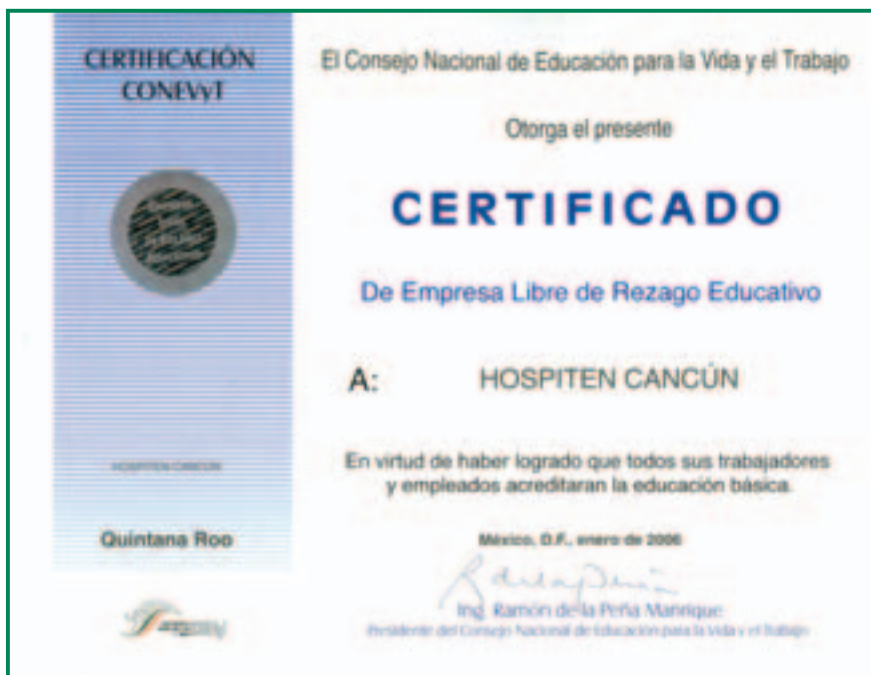 CERTIFICACIÓN
CONEVyT
HOSPITEN CANCÚN
Quintana Roo
El Consejo Nacional de Educación para la Vida y el Trabajo
Otorga el presente
CERTIFICADO
De Empresa Libre de Rezago Educativo
A: HOSPITEN CANCÚN
En virtud de haber logrado que todos sus trabajadores
y empleados acreditaran la educación básica.
México, D.F., enero de 2006
Ing. Ramón de la Peña Manrique
Presidente del Consejo Nacional de Educación para la Vida y el Trabajo